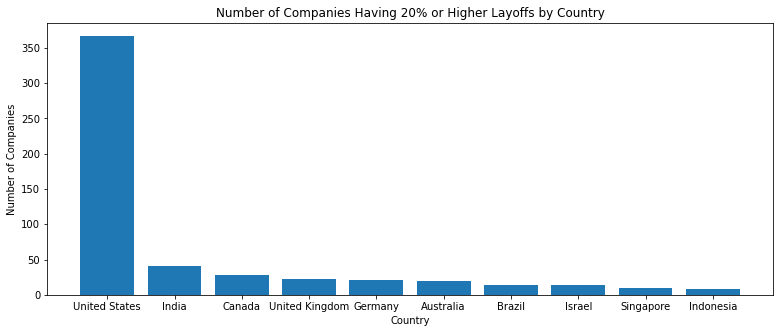 Number of Companies Having 20% or Higher Layoffs by Country
Number of Companies
350
300
250
200
150
100
50
0
United States India Canada United Kingdom Germany Australia Brazil Israel Singapore Indonesia
Country